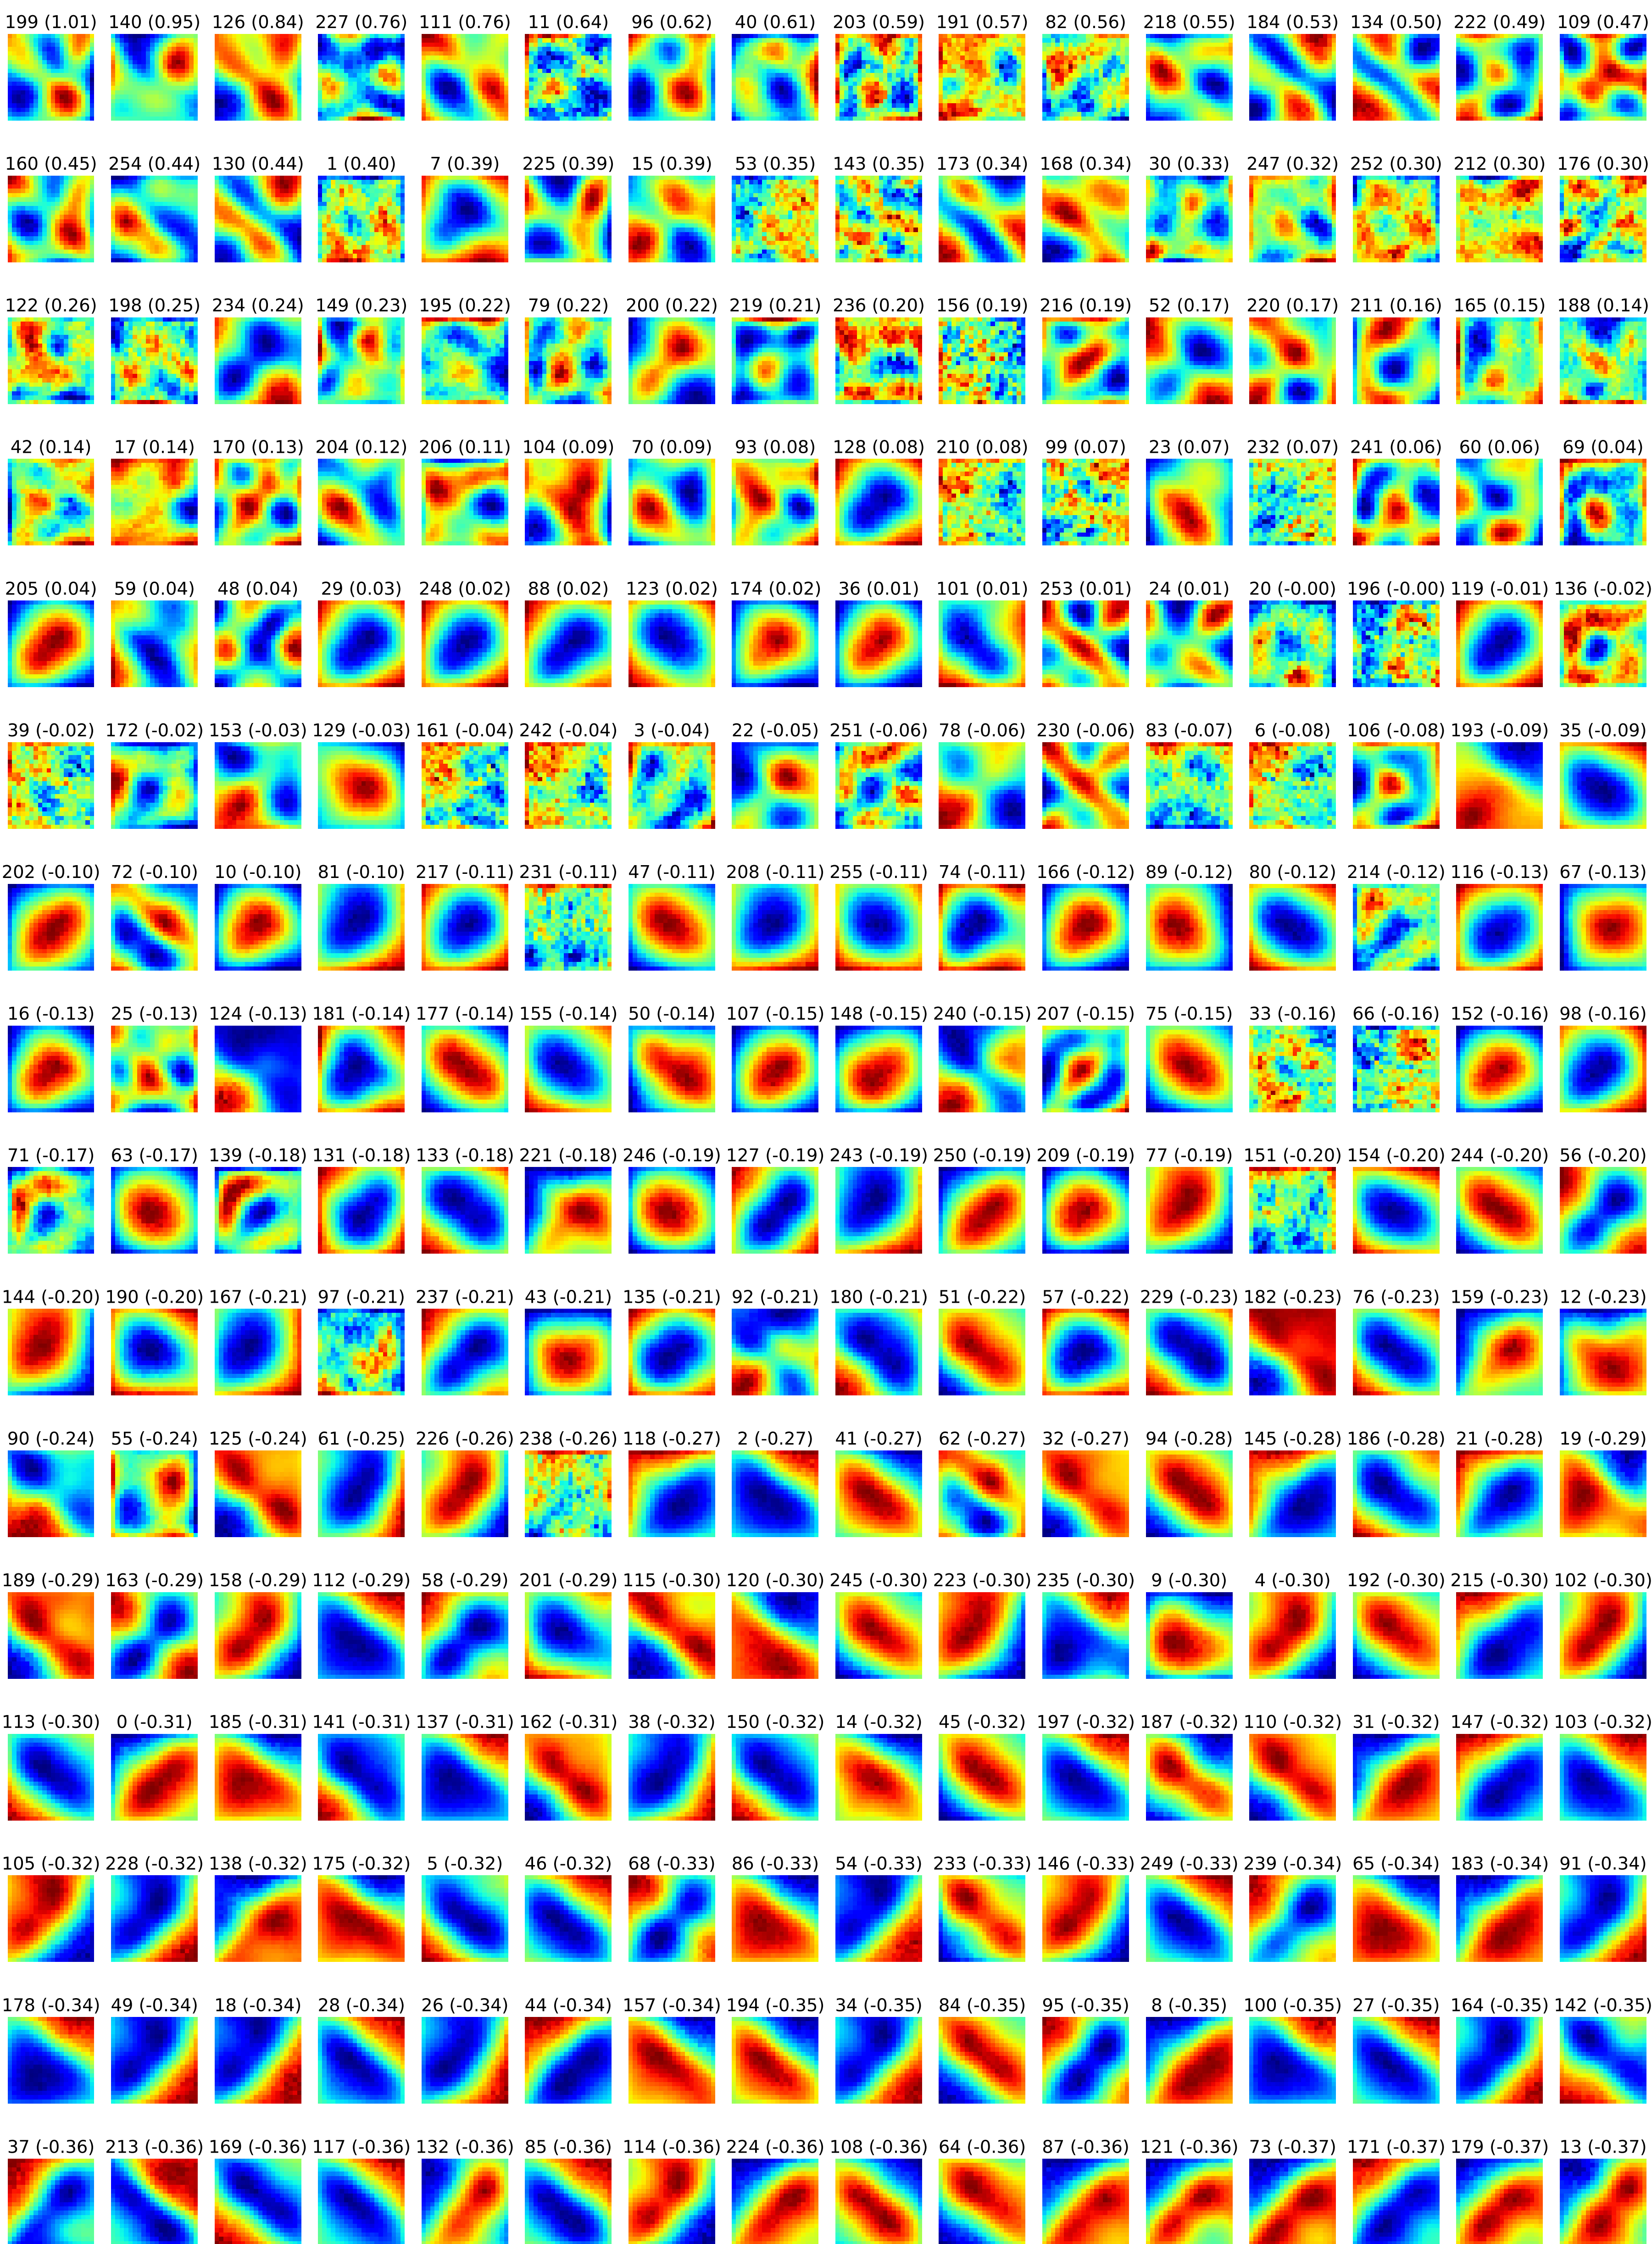 199 (1.01) 140 (0.95) 126 (0.84) 227 (0.76) 111 (0.76) 11 (0.64) 96 (0.62) 40 (0.61) 203 (0.59) 191 (0.57) 82 (0.56) 218 (0.55) 184 (0.53) 134 (0.50) 222 (0.49) 109 (0.47)
160 (0.45) 254 (0.44) 130 (0.44) 1 (0.40) 7 (0.39) 225 (0.39) 15 (0.39) 53 (0.35) 143 (0.35) 173 (0.34) 168 (0.34) 30 (0.33) 247 (0.32) 252 (0.30) 212 (0.30) 176 (0.30)
122 (0.26) 198 (0.25) 234 (0.24) 149 (0.23) 195 (0.22) 79 (0.22) 200 (0.22) 219 (0.21) 236 (0.20) 156 (0.19) 216 (0.19) 52 (0.17) 220 (0.17) 211 (0.16) 165 (0.15) 188 (0.14)
42 (0.14) 17 (0.14) 170 (0.13) 204 (0.12) 206 (0.11) 104 (0.09) 70 (0.09) 93 (0.08) 128 (0.08) 210 (0.08) 99 (0.07) 23 (0.07) 232 (0.07) 241 (0.06) 60 (0.06) 69 (0.04)
205 (0.04) 59 (0.04) 48 (0.04) 29 (0.03) 248 (0.02) 88 (0.02) 123 (0.02) 174 (0.02) 36 (0.01) 101 (0.01) 253 (0.01) 24 (0.01) 20 (-0.00) 196 (-0.00) 119 (-0.01) 136 (-0.02)
39 (-0.02) 172 (-0.02) 153 (-0.03) 129 (-0.03) 161 (-0.04) 242 (-0.04) 3 (-0.04) 22 (-0.05) 251 (-0.06) 78 (-0.06) 230 (-0.06) 83 (-0.07) 6 (-0.08) 106 (-0.08) 193 (-0.09) 35 (-0.09)
202 (-0.10) 72 (-0.10) 10 (-0.10) 81 (-0.10) 217 (-0.11) 231 (-0.11) 47 (-0.11) 208 (-0.11) 255 (-0.11) 74 (-0.11) 166 (-0.12) 89 (-0.12) 80 (-0.12) 214 (-0.12) 116 (-0.13) 67 (-0.13)
16 (-0.13) 25 (-0.13) 124 (-0.13) 181 (-0.14) 177 (-0.14) 155 (-0.14) 50 (-0.14) 107 (-0.15) 148 (-0.15) 240 (-0.15) 207 (-0.15) 75 (-0.15) 33 (-0.16) 66 (-0.16) 152 (-0.16) 98 (-0.16)
71 (-0.17) 63 (-0.17) 139 (-0.18) 131 (-0.18) 133 (-0.18) 221 (-0.18) 246 (-0.19) 127 (-0.19) 243 (-0.19) 250 (-0.19) 209 (-0.19) 77 (-0.19) 151 (-0.20) 154 (-0.20) 244 (-0.20) 56 (-0.20)
144 (-0.20) 190 (-0.20) 167 (-0.21) 97 (-0.21) 237 (-0.21) 43 (-0.21) 135 (-0.21) 92 (-0.21) 180 (-0.21) 51 (-0.22) 57 (-0.22) 229 (-0.23) 182 (-0.23) 76 (-0.23) 159 (-0.23) 12 (-0.23)
90 (-0.24) 55 (-0.24) 125 (-0.24) 61 (-0.25) 226 (-0.26) 238 (-0.26) 118 (-0.27) 2 (-0.27) 41 (-0.27) 62 (-0.27) 32 (-0.27) 94 (-0.28) 145 (-0.28) 186 (-0.28) 21 (-0.28) 19 (-0.29)
189 (-0.29) 163 (-0.29) 158 (-0.29) 112 (-0.29) 58 (-0.29) 201 (-0.29) 115 (-0.30) 120 (-0.30) 245 (-0.30) 223 (-0.30) 235 (-0.30) 9 (-0.30) 4 (-0.30) 192 (-0.30) 215 (-0.30) 102 (-0.30)
113 (-0.30) 0 (-0.31) 185 (-0.31) 141 (-0.31) 137 (-0.31) 162 (-0.31) 38 (-0.32) 150 (-0.32) 14 (-0.32) 45 (-0.32) 197 (-0.32) 187 (-0.32) 110 (-0.32) 31 (-0.32) 147 (-0.32) 103 (-0.32)
105 (-0.32) 228 (-0.32) 138 (-0.32) 175 (-0.32) 5 (-0.32) 46 (-0.32) 68 (-0.33) 86 (-0.33) 54 (-0.33) 233 (-0.33) 146 (-0.33) 249 (-0.33) 239 (-0.34) 65 (-0.34) 183 (-0.34) 91 (-0.34)
178 (-0.34) 49 (-0.34) 18 (-0.34) 28 (-0.34) 26 (-0.34) 44 (-0.34) 157 (-0.34) 194 (-0.35) 34 (-0.35) 84 (-0.35) 95 (-0.35) 8 (-0.35) 100 (-0.35) 27 (-0.35) 164 (-0.35) 142 (-0.35)
37 (-0.36) 213 (-0.36) 169 (-0.36) 117 (-0.36) 132 (-0.36) 85 (-0.36) 114 (-0.36) 224 (-0.36) 108 (-0.36) 64 (-0.36) 87 (-0.36) 121 (-0.36) 73 (-0.37) 171 (-0.37) 179 (-0.37) 13 (-0.37)